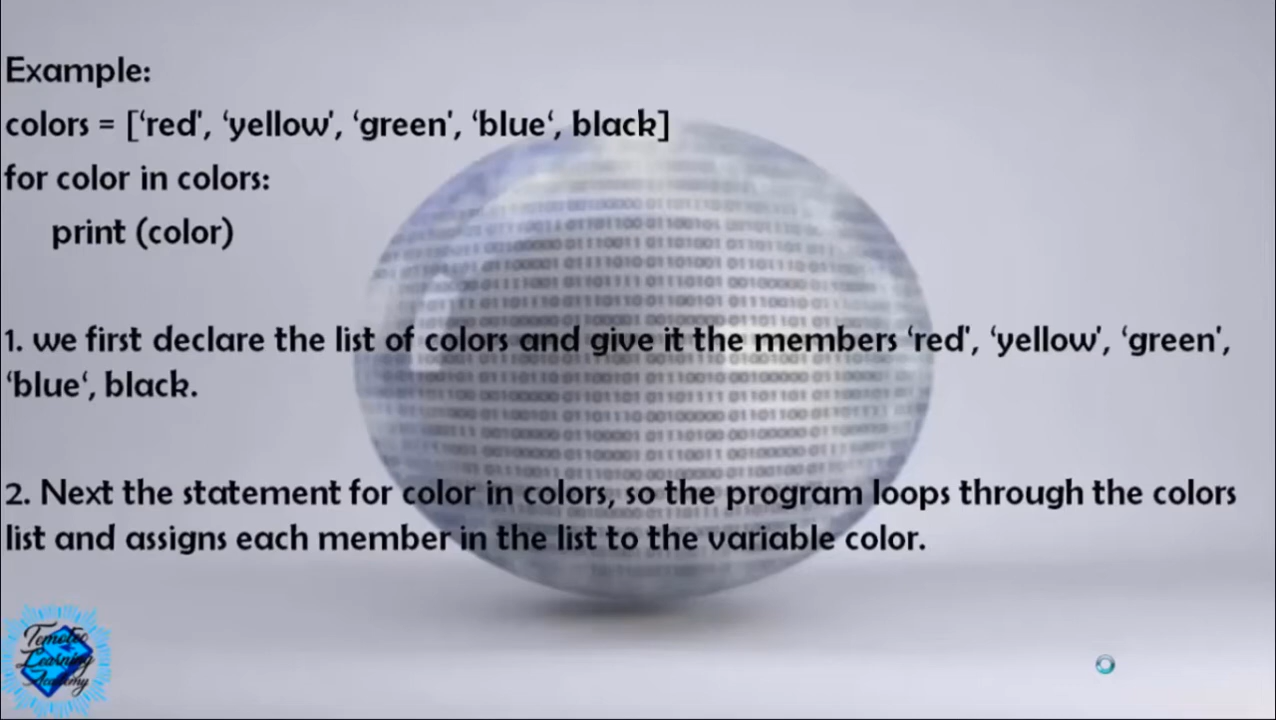 Example:
colors = [‘red’, ‘yellow’, ‘green’, ‘blue‘, black]
for color in colors:
print (color)
1. we first declare the list of colors and give it the members ‘red’, ‘yellow’, ‘green’,
‘blue‘, black.
2. Next the statement for color in colors, so the program loops through the colors
list and assigns each member in the list to the variable color.
Temotec
Learning
Academy